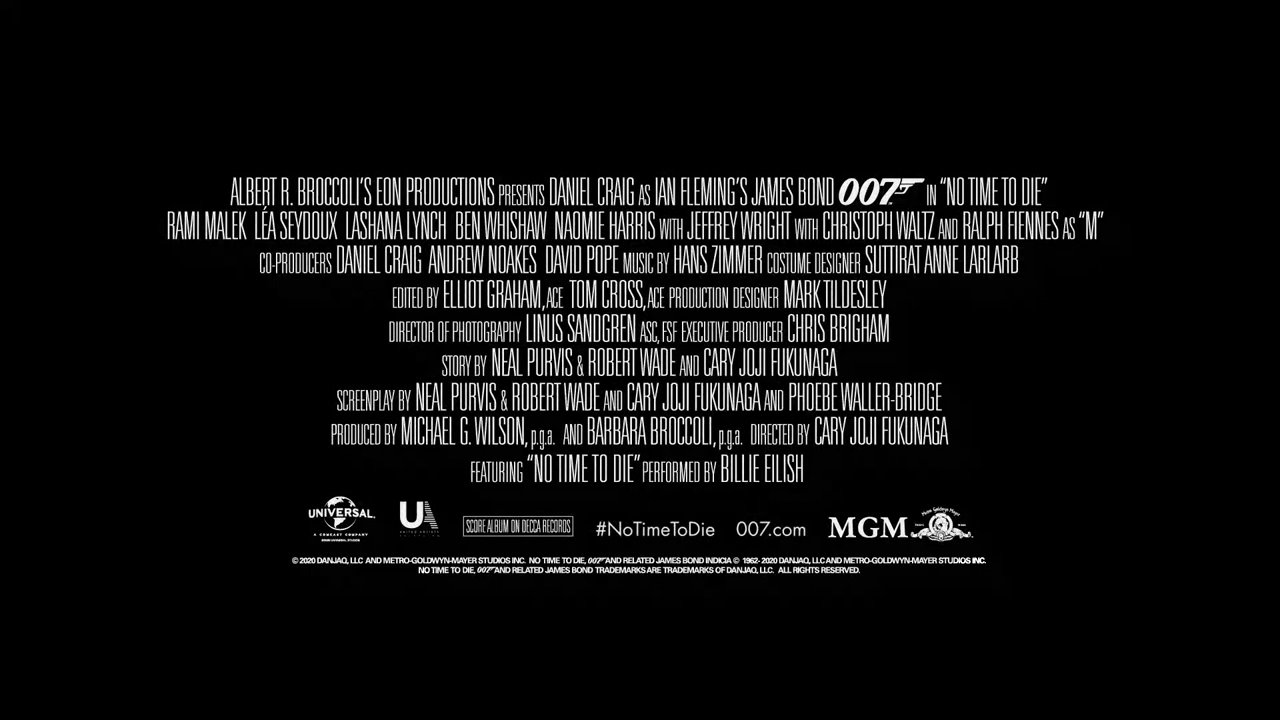 ALBERT R. BROCCOLI'S EON PRODUCTIONS PRESENTS DANIEL CRAIG AS IAN FLEMING'S JAMES BOND 007 IN "NO TIME TO DIE"
RAMI MALEK LÉA SEYDOUX LASHANA LYNCH BEN WHISHAW NAOMIE HARRIS WITH JEFFREY WRIGHT WITH CHRISTOPH WALTZ AND RALPH FIENNES AS "M"
CO-PRODUCERS DANIEL CRAIG ANDREW NOAKES DAVID POPE MUSIC BY HANS ZIMMER COSTUME DESIGNER SUTTIRAT ANNE LARLARB
EDITED BY ELLIOT GRAHAM, ACE TOM CROSS, ACE PRODUCTION DESIGNER MARK TILDESLEY
DIRECTOR OF PHOTOGRAPHY LINUS SANDGREN ASC, FSF EXECUTIVE PRODUCER CHRIS BRIGHAM
STORY BY NEAL PURVIS & ROBERT WADE AND CARY JOJI FUKUNAGA
SCREENPLAY BY NEAL PURVIS & ROBERT WADE AND CARY JOJI FUKUNAGA AND PHOEBE WALLER-BRIDGE
PRODUCED BY MICHAEL G. WILSON, p.g.a. AND BARBARA BROCCOLI, p.g.a. DIRECTED BY CARY JOJI FUKUNAGA
FEATURING "NO TIME TO DIE" PERFORMED BY BILLIE EILISH
UNIVERSAL UA SCORE ALBUM ON DECCA RECORDS #NoTimeToDie 007.com MGM
A COMCAST COMPANY
© 2020 DANJAQ, LLC AND METRO-GOLDWYN-MAYER STUDIOS INC. NO TIME TO DIE, 007 AND RELATED JAMES BOND INDICIA © 1962-2020 DANJAQ, LLC AND METRO-GOLDWYN-MAYER STUDIOS INC.
NO TIME TO DIE, 007 AND RELATED JAMES BOND TRADEMARKS ARE TRADEMARKS OF DANJAQ, LLC. ALL RIGHTS RESERVED.